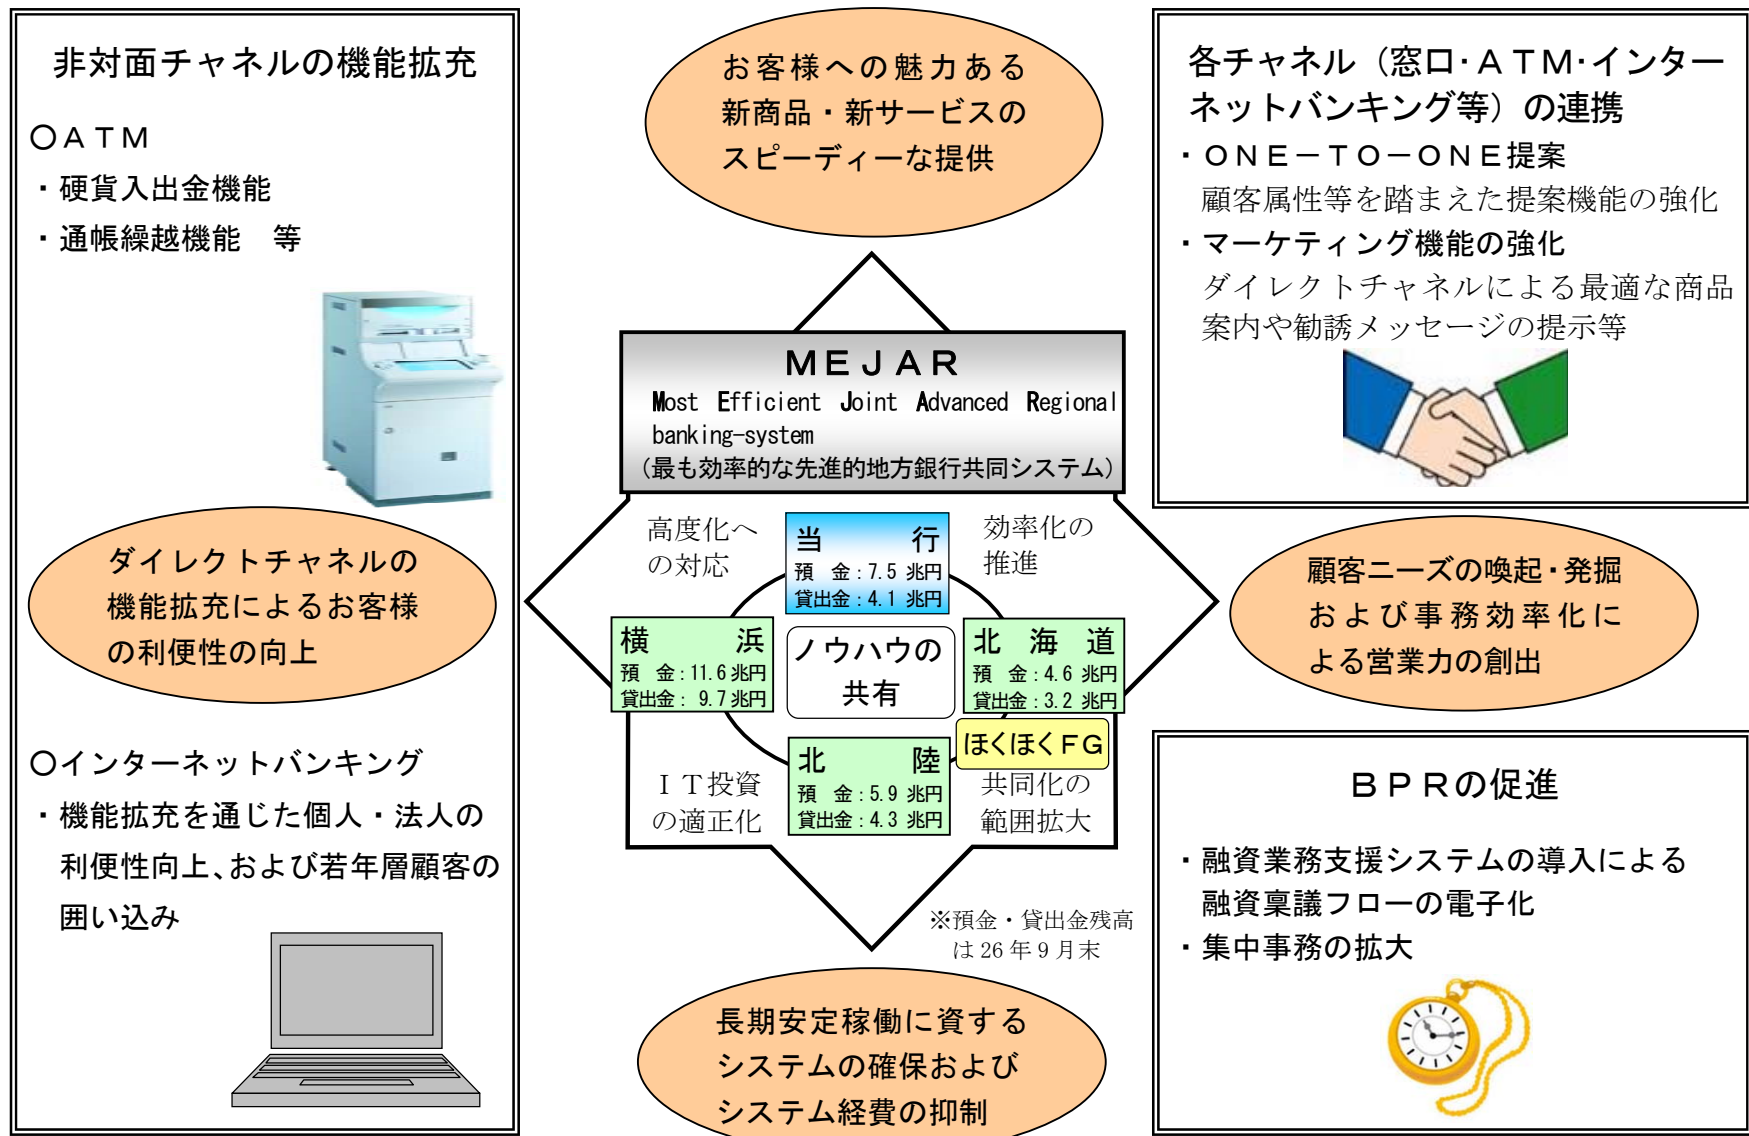 非対面チャネルの機能拡充
○ＡＴＭ
・硬貨入出金機能
・通帳繰越機能　等
ダイレクトチャネルの
機能拡充によるお客様
の利便性の向上
○インターネットバンキング
・機能拡充を通じた個人・法人の
利便性向上、および若年層顧客の
囲い込み
お客様への魅力ある
新商品・新サービスの
スピーディーな提供
ＭＥＪＡＲ
Most Efficient Joint Advanced Regional
banking-system
（最も効率的な先進的地方銀行共同システム）
高度化へ
の対応
効率化の
推進
当　行
預　金：7.5 兆円
貸出金：4.1 兆円
横　浜
預　金：11.6 兆円
貸出金： 9.7 兆円
ノウハウの
共有
北 海 道
預　金：4.6 兆円
貸出金：3.2 兆円
ほくほくＦＧ
北　陸
預　金：5.9 兆円
貸出金：4.3 兆円
ＩＴ投資
の適正化
共同化の
範囲拡大
※預金・貸出金残高
は 26 年 9 月末
長期安定稼働に資する
システムの確保および
システム経費の抑制
各チャネル（窓口・ＡＴＭ・インター
ネットバンキング等）の連携
・ＯＮＥ－ＴＯ－ＯＮＥ提案
顧客属性等を踏まえた提案機能の強化
・マーケティング機能の強化
ダイレクトチャネルによる最適な商品
案内や勧誘メッセージの提示等
顧客ニーズの喚起・発掘
および事務効率化に
よる営業力の創出
ＢＰＲの促進
・融資業務支援システムの導入による
融資稟議フローの電子化
・集中事務の拡大